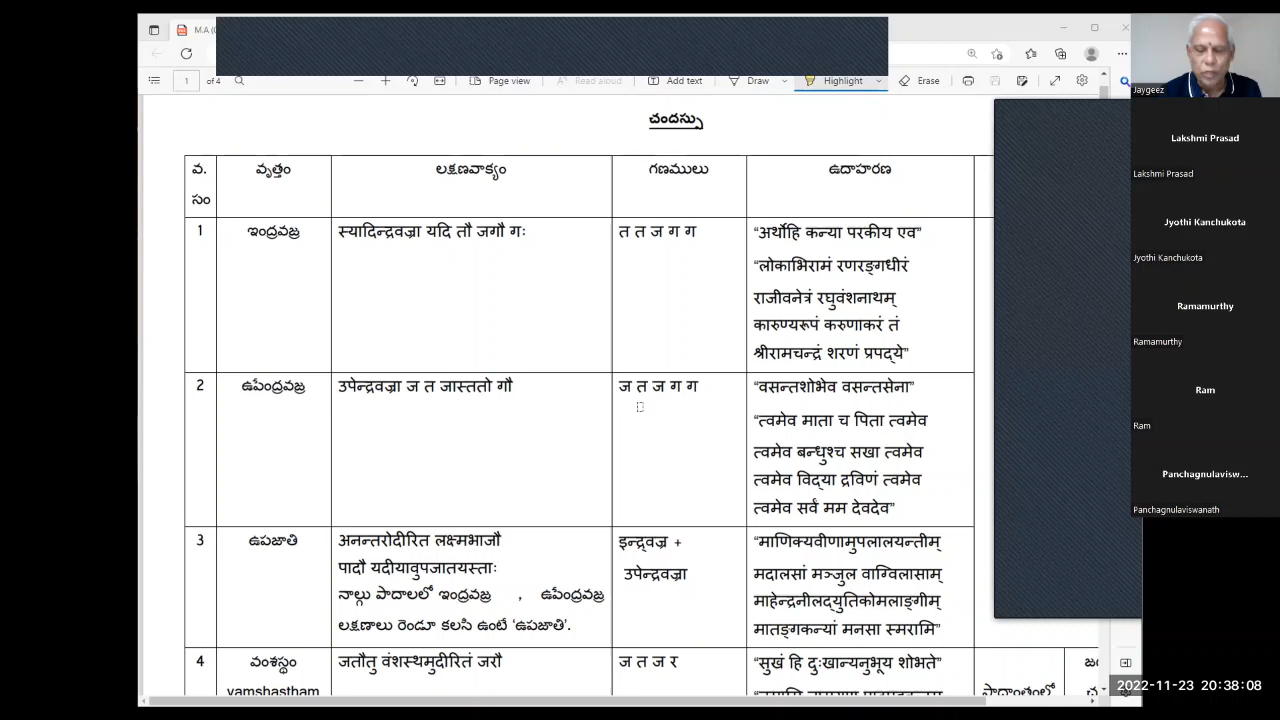 M.A (
1 of 4 Page view Read aloud Add text Draw Highlight Erase
చందస్సు
వ. సం వృత్తం లక్షణవాక్యం గణములు ఉదాహరణ
1 ఇంద్రవజ్ర स्यादिन्द्रवज्रा यदि तौ जगौ गः त त ज ग ग “अर्थोहि कन्या परकीय एव”
“लोकाभिरामं रणरङ्गधीरं
राजीवनेत्रं रघुवंशनाथम्
कारुण्यरूपं करुणाकरं तं
श्रीरामचन्द्रं शरणं प्रपद्ये”
2 ఉపేంద్రవజ్ర उपेन्द्रवज्रा ज त जास्ततो गौ ज त ज ग ग “वसन्तशोभेव वसन्तसेना”
“त्वमेव माता च पिता त्वमेव
त्वमेव बन्धुश्च सखा त्वमेव
त्वमेव विद्या द्रविणं त्वमेव
त्वमेव सर्वं मम देवदेव”
3 ఉపజాతి अनन्तरोदीरित लक्ष्मभाजौ इन्द्रवज्र + “माणिक्यवीणामुपलालयन्तीम्
पादौ यदीयावुपजातयस्ताः उपेन्द्रवज्रा मदालसां मञ्जुल वाग्विलासाम्
నాల్గు పాదాలలో ఇంద్రవజ్ర , ఉపేంద్రవజ్ర माहेन्द्रनीलद्युतिकोमलाङ्गीम्
లక్షణాలు రెండూ కలసి ఉంటే ‘ఉపజాతి’. मातङ्गकन्यां मनसा स्मरामि”
4 వంశస్థం जतौतु वंशस्थमुदीरितं जरौ ज त ज र “सुखं हि दुःखान्यनुभूय शोभते”
vamshastham పాదాంతంలో
Jaygeez
Lakshmi Prasad
Lakshmi Prasad
Jyothi Kanchukota
Jyothi Kanchukota
Ramamurthy
Ramamurthy
Ram
Ram
Panchagnulavisw...
Panchagnulaviswanath
2022-11-23 20:38:08